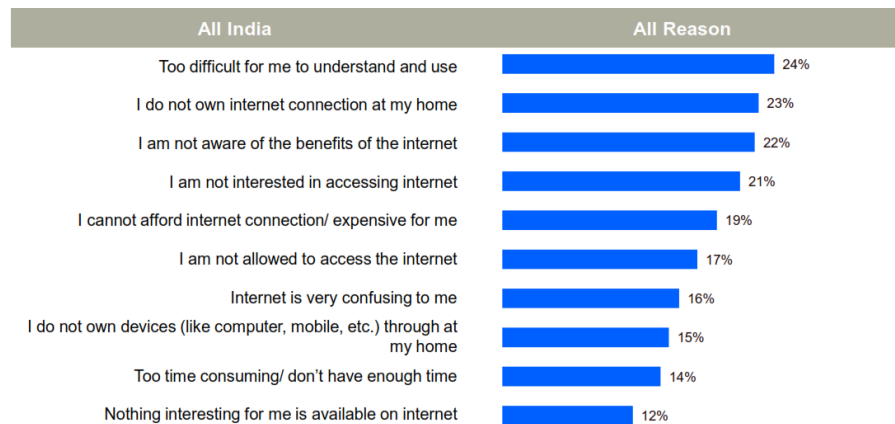 All India All Reason
Too difficult for me to understand and use 24%
I do not own internet connection at my home 23%
I am not aware of the benefits of the internet 22%
I am not interested in accessing internet 21%
I cannot afford internet connection/ expensive for me 19%
I am not allowed to access the internet 17%
Internet is very confusing to me 16%
I do not own devices (like computer, mobile, etc.) through at
my home 15%
Too time consuming/ don’t have enough time 14%
Nothing interesting for me is available on internet 12%